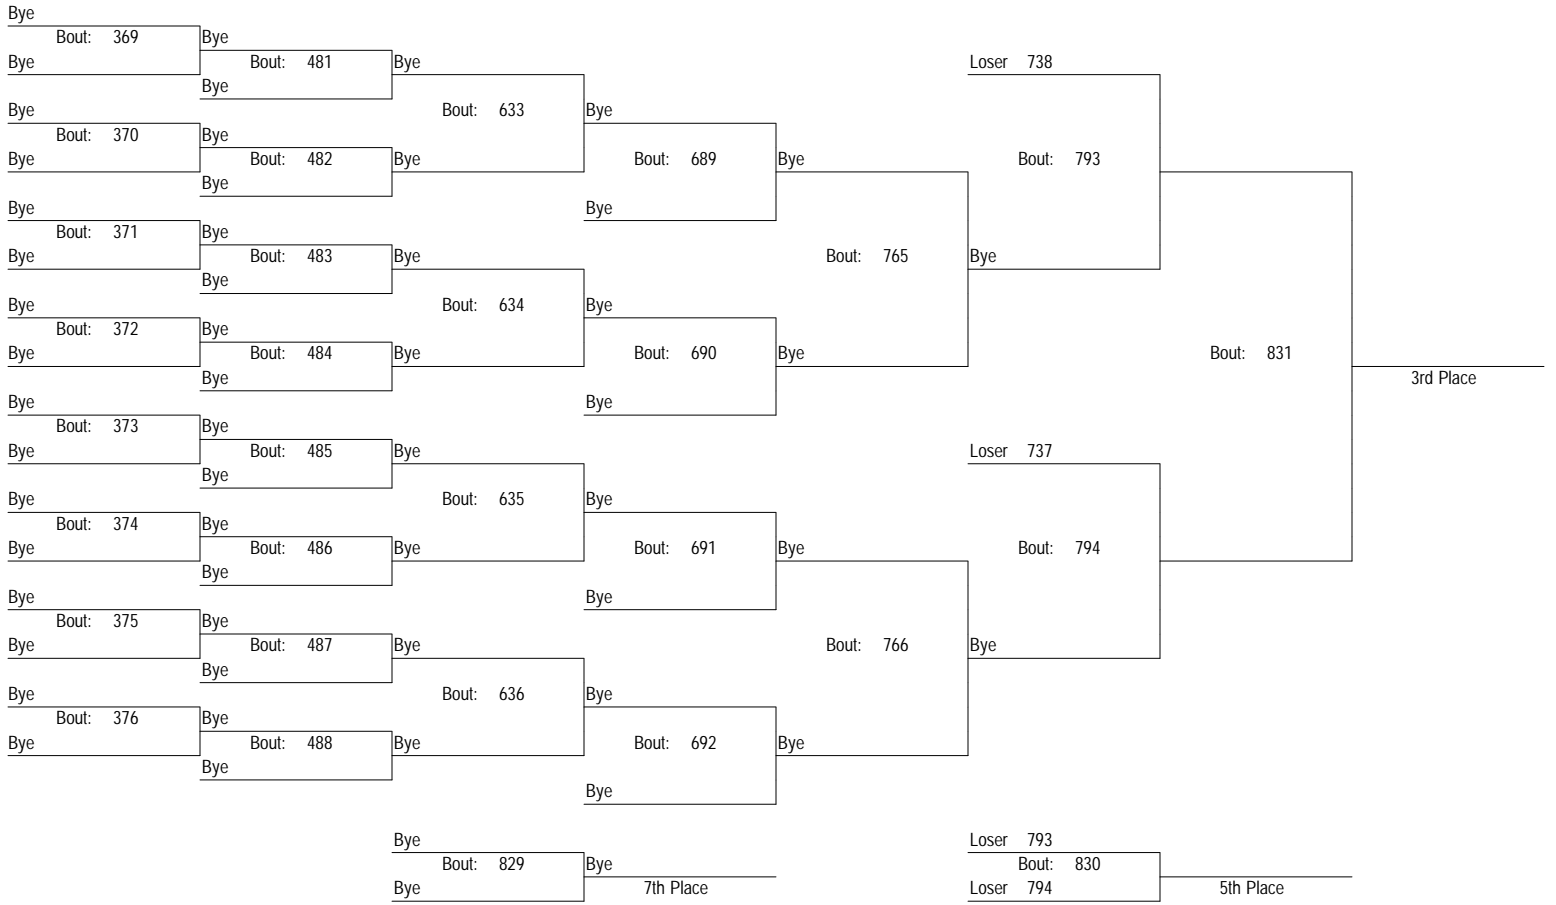 Bye
Bout: 369 Bye
Bye Bout: 481 Bye Loser 738
Bye
Bye Bout: 633 Bye
Bout: 370 Bye
Bye Bout: 482 Bye Bout: 689 Bye Bout: 793
Bye
Bye Bye
Bout: 371 Bye
Bye Bout: 483 Bye Bout: 765 Bye
Bye
Bye Bout: 634 Bye
Bout: 372 Bye
Bye Bout: 484 Bye Bout: 690 Bye Bout: 831
Bye 3rd Place
Bye Bye
Bout: 373 Bye
Bye Bout: 485 Bye Loser 737
Bye
Bye Bout: 635 Bye
Bout: 374 Bye
Bye Bout: 486 Bye Bout: 691 Bye Bout: 794
Bye
Bye Bye
Bout: 375 Bye
Bye Bout: 487 Bye Bout: 766 Bye
Bye
Bye Bout: 636 Bye
Bout: 376 Bye
Bye Bout: 488 Bye Bout: 692 Bye
Bye
Bye
Bye Loser 793
Bout: 829 Bye Bout: 830
Bye 7th Place Loser 794 5th Place